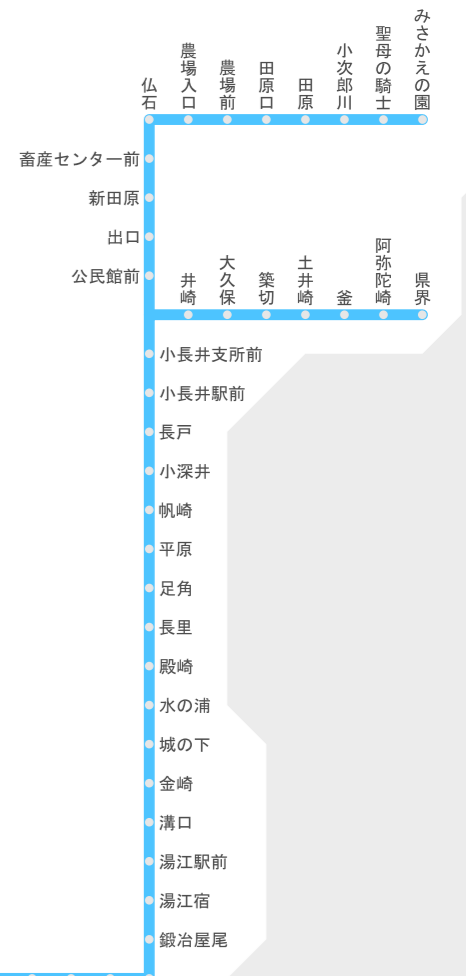 仏石
農場入口
農場前
田原口
田原
小次郎川
聖母の騎士
みさかえの園
畜産センター前
新田原
出口
公民館前
井崎
大久保
築切
土井崎
釜
阿弥陀崎
県界
小長井支所前
小長井駅前
長戸
小深井
帆崎
平原
足角
長里
殿崎
水の浦
城の下
金崎
溝口
湯江駅前
湯江宿
鍛冶屋尾